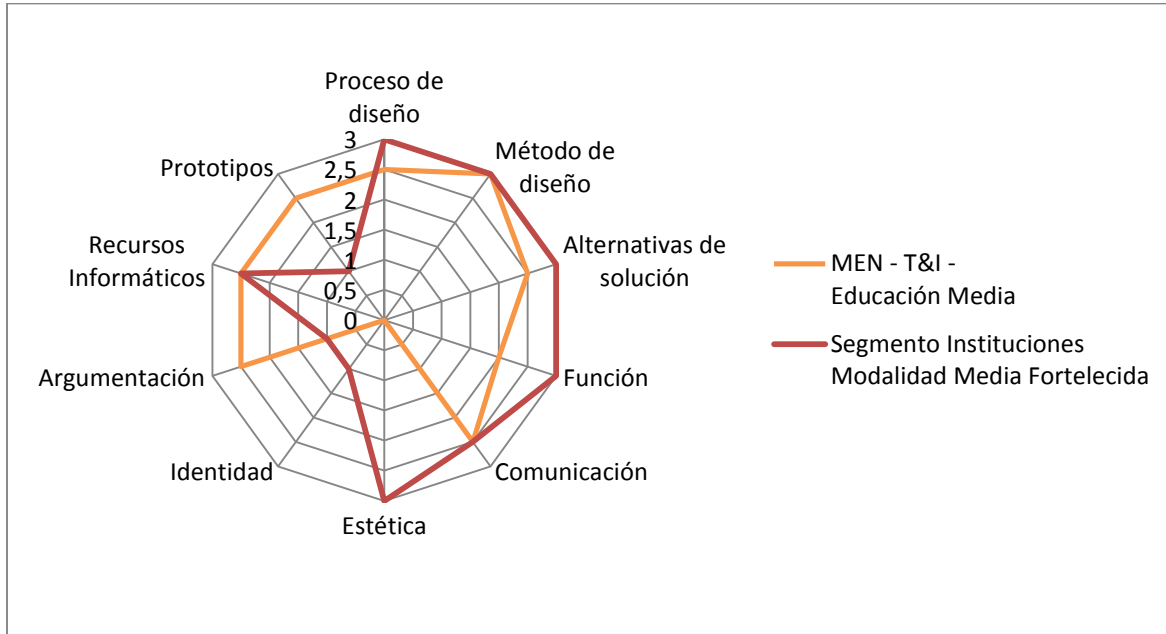 Proceso de
diseño
Método de
diseño
Alternativas de
solución
Función
Comunicación
Estética
Identidad
Argumentación
Recursos
Informáticos
Prototipos
3
2,5
2
1,5
1
0,5
0
MEN - T&I -
Educación Media
Segmento Instituciones
Modalidad Media Fortelecida